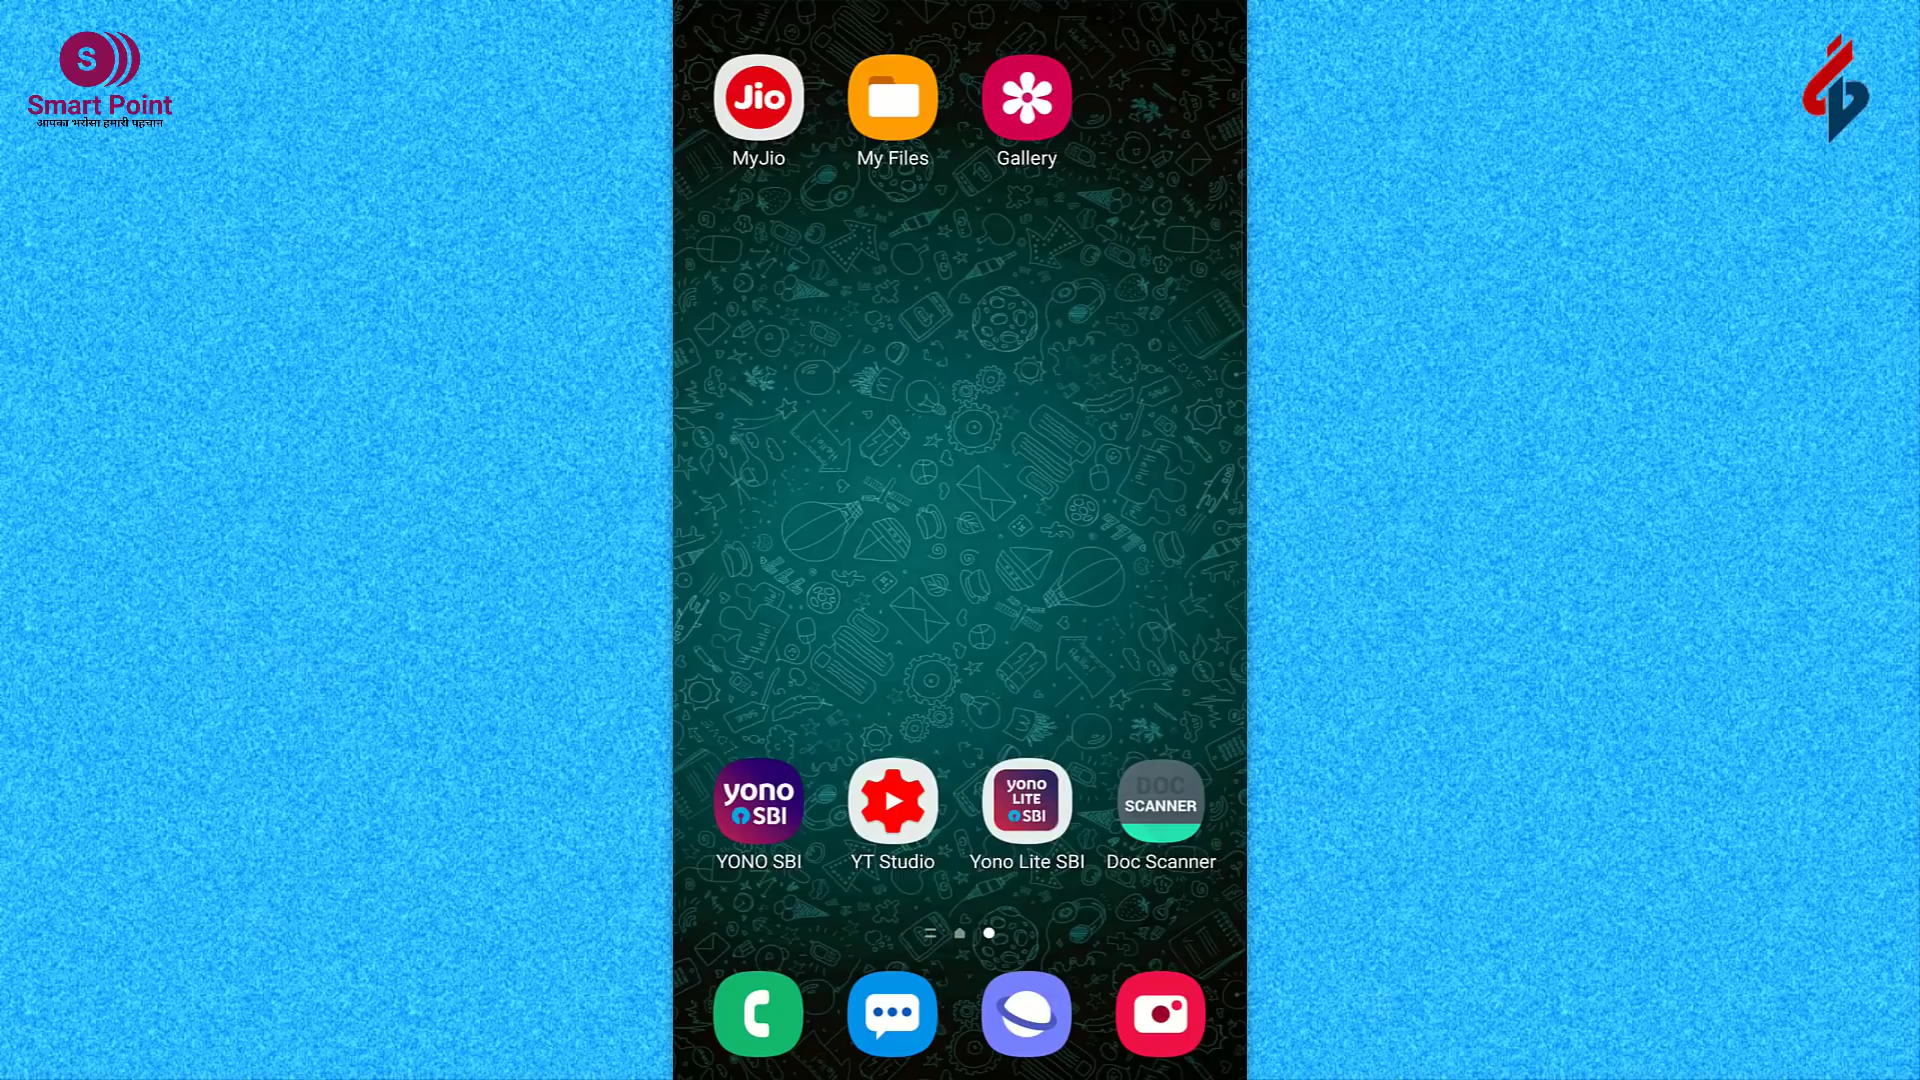 S
Smart Point
आपका भरोसा हमारी पहचान
Jio
MyJio
My Files
Gallery
yono
SBI
YONO SBI
YT Studio
yono
LITE
SBI
Yono Lite SBI
DOC
SCANNER
Doc Scanner